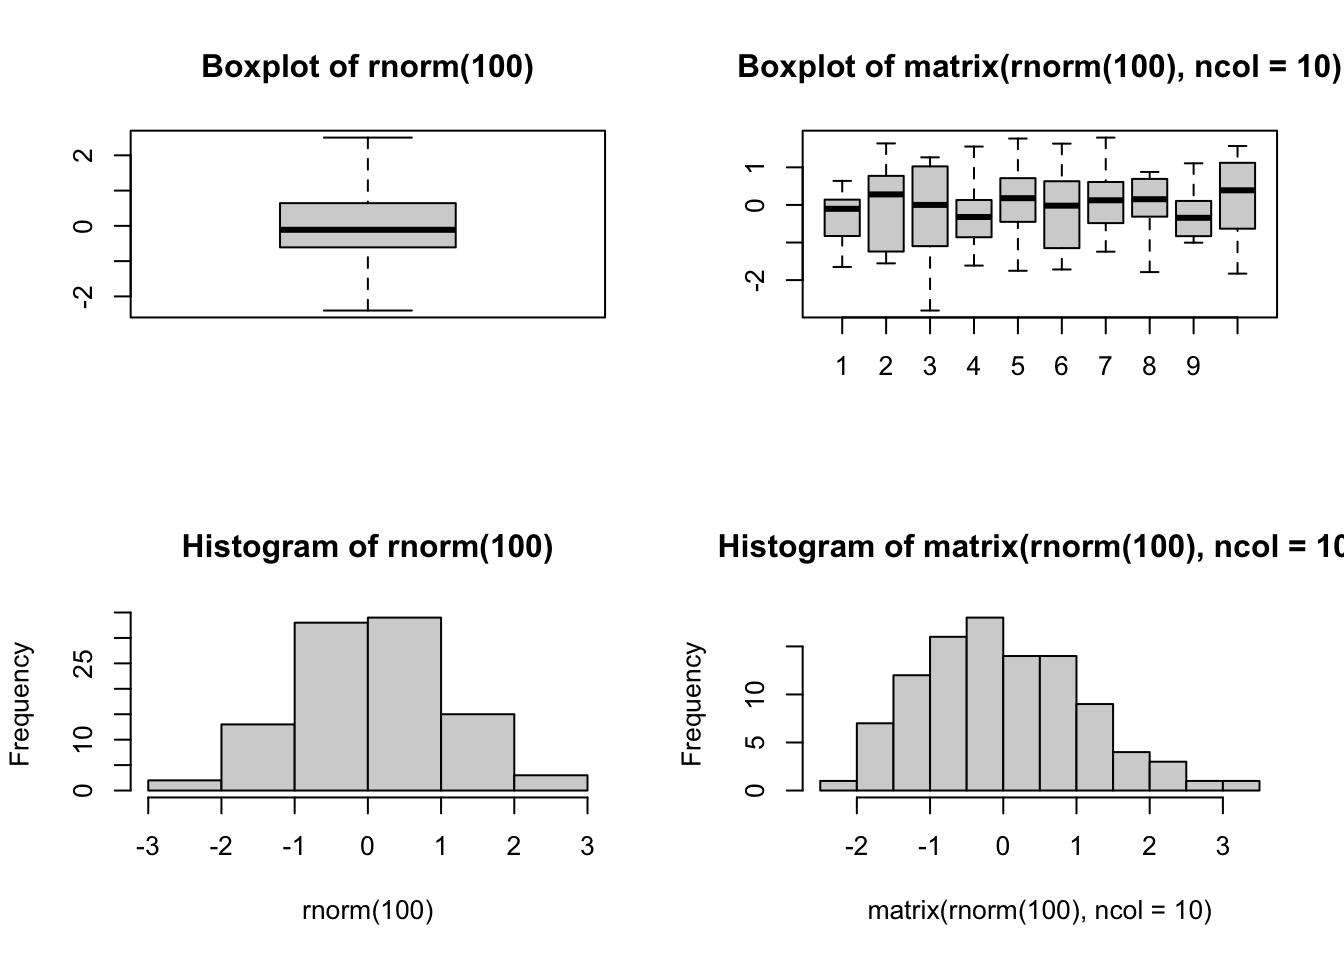 Boxplot of rnorm(100)
2
0
-2
Boxplot of matrix(rnorm(100), ncol = 10)
1
0
-2
1 2 3 4 5 6 7 8 9
Histogram of rnorm(100)
Frequency
25
10
0
-3 -2 -1 0 1 2 3
rnorm(100)
Histogram of matrix(rnorm(100), ncol = 10
Frequency
10
5
0
-2 -1 0 1 2 3
matrix(rnorm(100), ncol = 10)